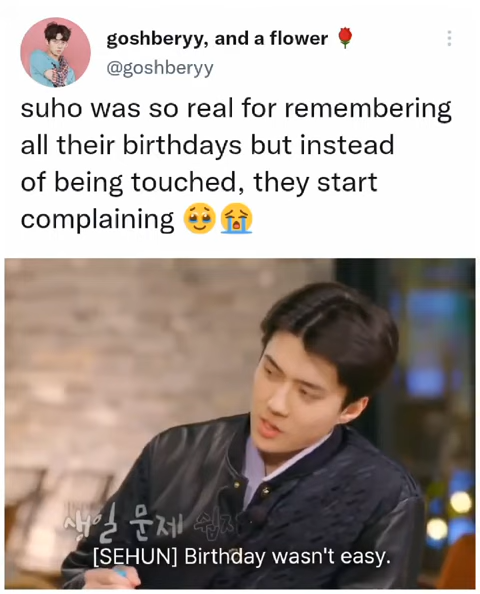 goshberyy, and a flower 🌹
@goshberyy
suho was so real for remembering
all their birthdays but instead
of being touched, they start
complaining 🥹😭
생일 문제
[SEHUN] Birthday wasn't easy.